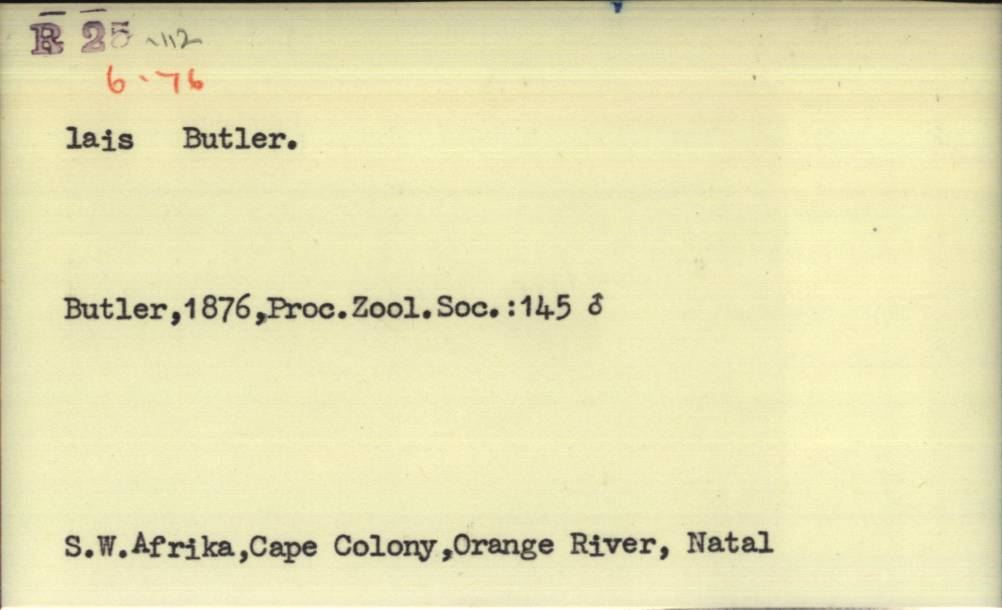 R 25 .112
6.76
lais Butler.
Butler,1876,Proc.Zool.Soc.:145 ♂
S.W.Afrika,Cape Colony,Orange River, Natal